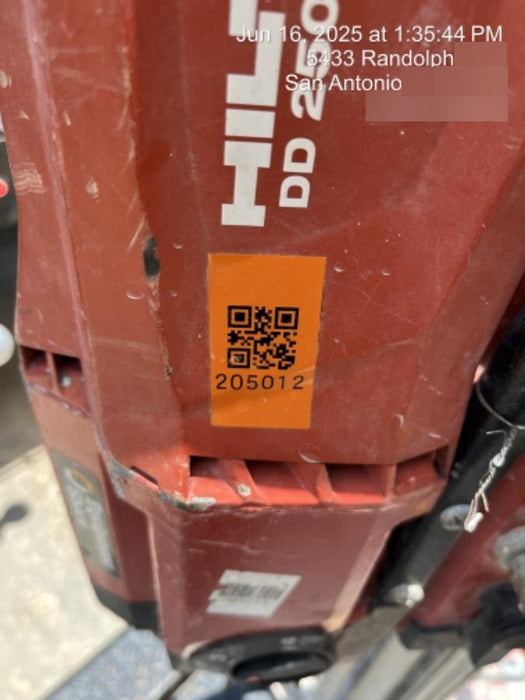 Jun 16, 2025 at 1:35:44 PM
5433 Randolph
San Antonio
HILTI
DD 250
205012